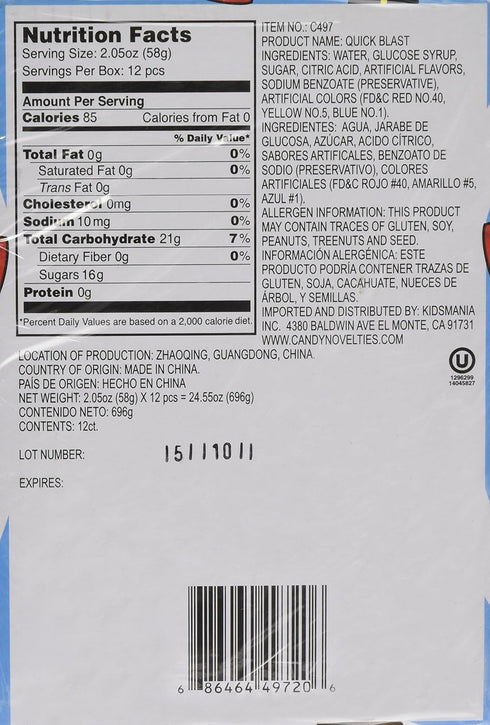 Nutrition Facts
Serving Size: 2.05oz (58g)
Servings Per Box: 12 pcs
Amount Per Serving
Calories 85 Calories from Fat 0
% Daily Value*
Total Fat 0g 0%
Saturated Fat 0g 0%
Trans Fat 0g
Cholesterol 0mg 0%
Sodium 10mg 0%
Total Carbohydrate 21g 7%
Dietary Fiber 0g 0%
Sugars 16g
Protein 0g
*Percent Daily Values are based on a 2,000 calorie diet.
ITEM NO.: C497
PRODUCT NAME: QUICK BLAST
INGREDIENTS: WATER, GLUCOSE SYRUP,
SUGAR, CITRIC ACID, ARTIFICIAL FLAVORS,
SODIUM BENZOATE (PRESERVATIVE),
ARTIFICIAL COLORS (FD&C RED NO.40,
YELLOW NO.5, BLUE NO.1).
INGREDIENTES: AGUA, JARABE DE
GLUCOSA, AZÚCAR, ACIDO CÍTRICO,
SABORES ARTIFICALES, BENZOATO DE
SODIO (PRESERVATIVO), COLORES
ARTIFICIALES (FD&C ROJO #40, AMARILLO #5,
AZUL #1).
ALLERGEN INFORMATION: THIS PRODUCT
MAY CONTAIN TRACES OF GLUTEN, SOY,
PEANUTS, TREENUTS AND SEED.
INFORMACIÓN ALERGÉNICA: ESTE
PRODUCTO PODRÍA CONTENER TRAZAS DE
GLUTEN, SOJA, CACAHUATE, NUECES DE
ÁRBOL, Y SEMILLAS.
IMPORTED AND DISTRIBUTED BY: KIDSMANIA
INC. 4380 BALDWIN AVE EL MONTE, CA 91731
WWW.CANDYNOVELTIES.COM
LOCATION OF PRODUCTION: ZHAOQING, GUANGDONG, CHINA.
COUNTRY OF ORIGIN: MADE IN CHINA.
PAÍS DE ORIGEN: HECHO EN CHINA
NET WEIGHT: 2.05oz (58g) X 12 pcs = 24.55oz (696g)
CONTENIDO NETO: 696g
CONTENTS: 12ct.
U
1296299
14045827
LOT NUMBER: 15111011
EXPIRES:
6 86464 49720 6